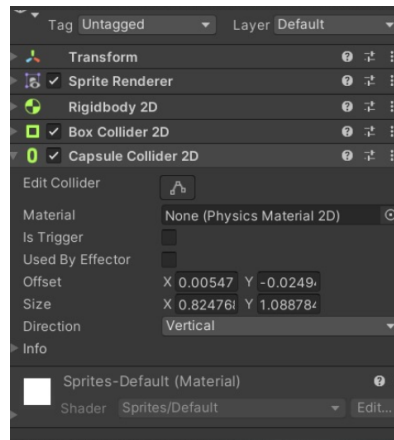 Tag Untagged Layer Default
Transform
Sprite Renderer
Rigidbody 2D
Box Collider 2D
Capsule Collider 2D
Edit Collider
Material None (Physics Material 2D)
Is Trigger
Used By Effector
Offset X 0.00547 Y -0.0249
Size X 0.82476 Y 1.08878
Direction Vertical
Info
Sprites-Default (Material)
Shader Sprites/Default Edit...